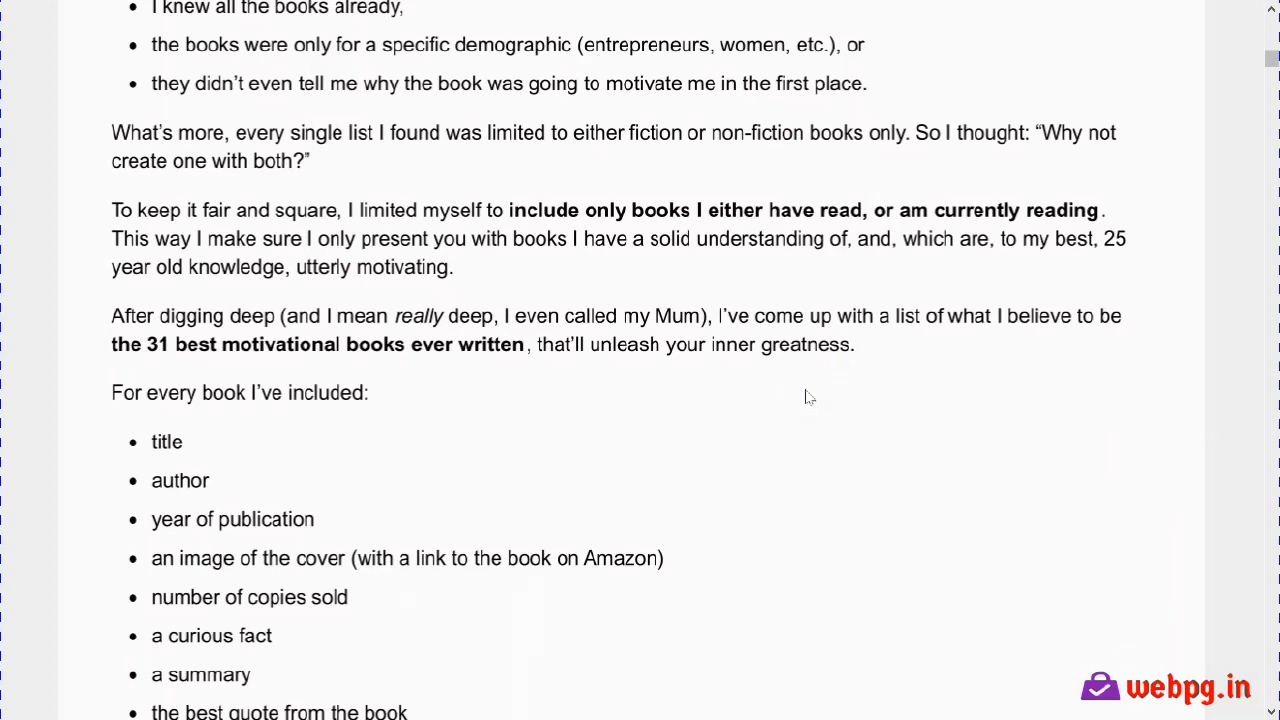 I knew all the books already,
the books were only for a specific demographic (entrepreneurs, women, etc.), or
they didn't even tell me why the book was going to motivate me in the first place.
What's more, every single list I found was limited to either fiction or non-fiction books only. So I thought: “Why not
create one with both?”
To keep it fair and square, I limited myself to include only books I either have read, or am currently reading.
This way I make sure I only present you with books I have a solid understanding of, and, which are, to my best, 25
year old knowledge, utterly motivating.
After digging deep (and I mean really deep, I even called my Mum), I've come up with a list of what I believe to be
the 31 best motivational books ever written, that'll unleash your inner greatness.
For every book I've included:
title
author
year of publication
an image of the cover (with a link to the book on Amazon)
number of copies sold
a curious fact
a summary
the best quote from the book
webpg.in